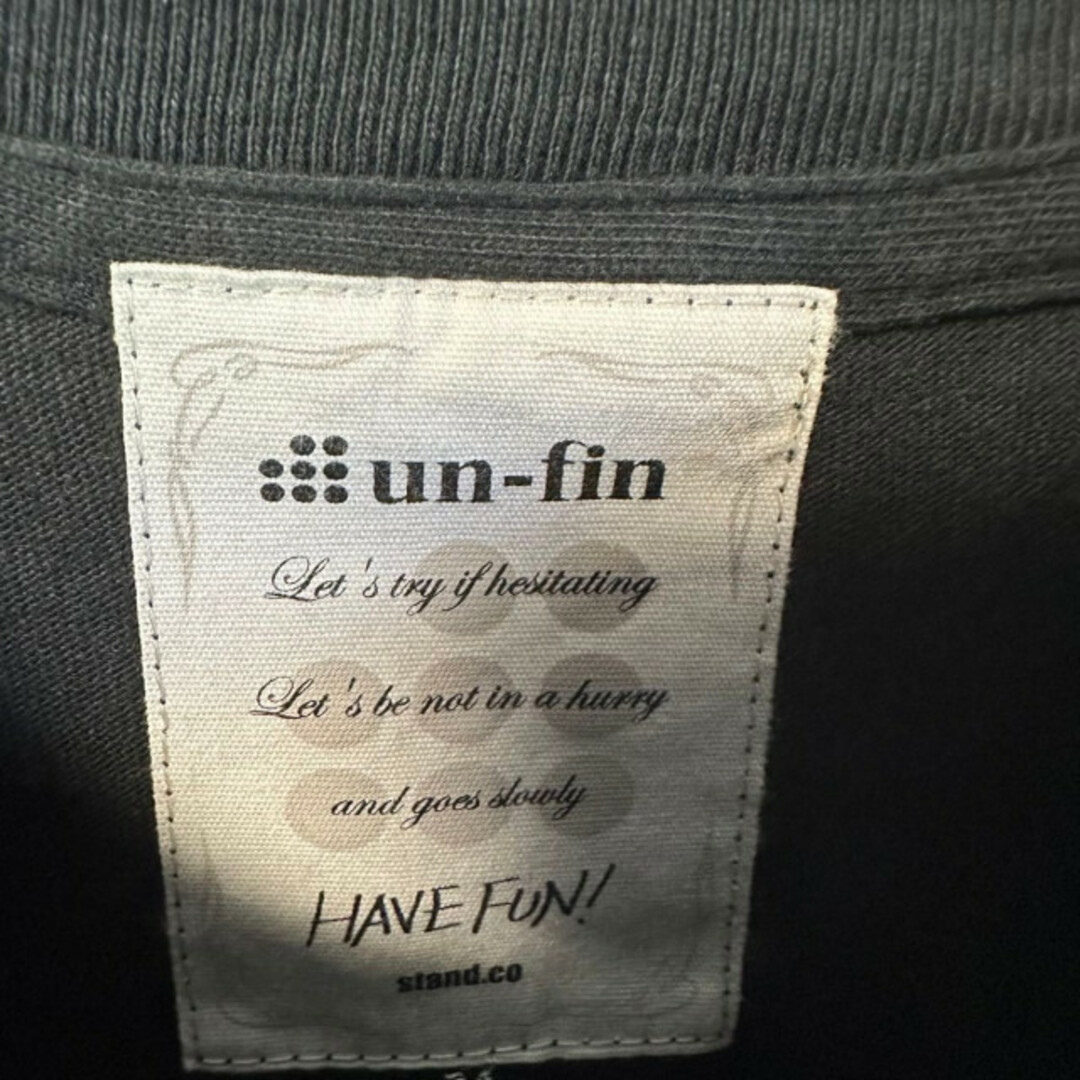 un-fin
Let's try if hesitating
Let's be not in a hurry
and goes slowly
HAVE FUN!
stand.co